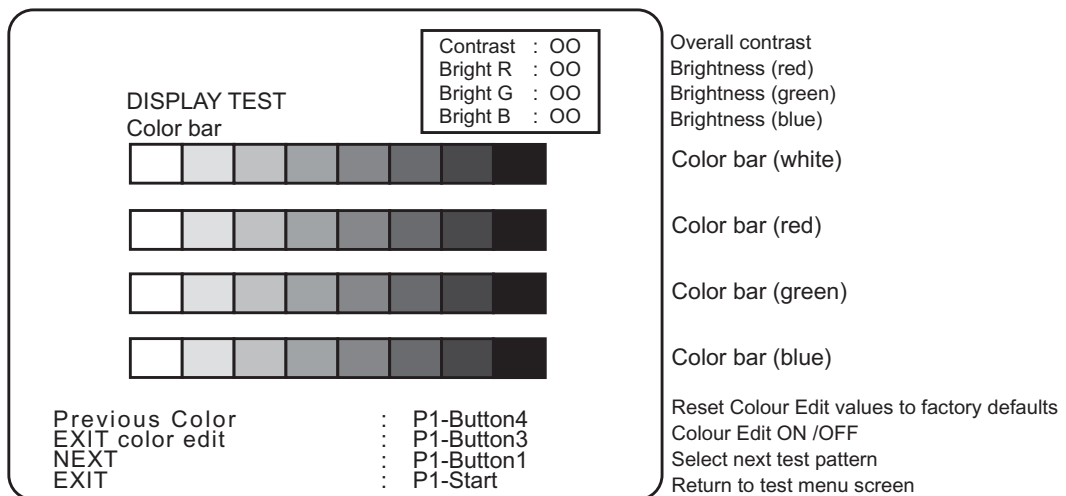 Contrast : OO Overall contrast
Bright R : OO Brightness (red)
Bright G : OO Brightness (green)
Bright B : OO Brightness (blue)
DISPLAY TEST
Color bar
Color bar (white)
Color bar (red)
Color bar (green)
Color bar (blue)
Previous Color : P1-Button4 Reset Colour Edit values to factory defaults
EXIT color edit : P1-Button3 Colour Edit ON /OFF
NEXT : P1-Button1 Select next test pattern
EXIT : P1-Start Return to test menu screen